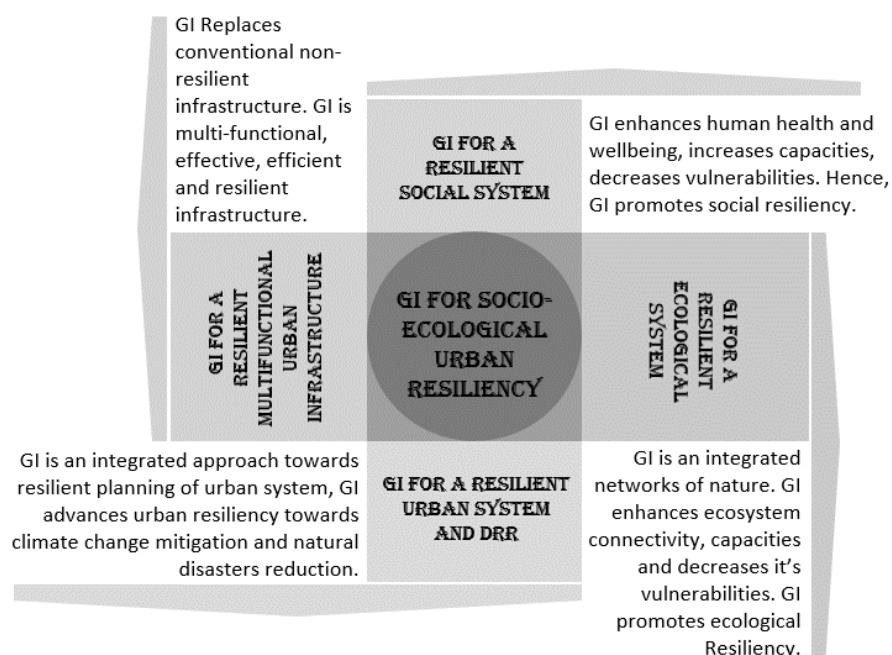 GI Replaces
conventional non-
resilient
infrastructure. GI is
multi-functional,
effective, efficient
and resilient
infrastructure.
GI FOR A
RESILIENT
SOCIAL SYSTEM
GI enhances human health and
wellbeing, increases capacities,
decreases vulnerabilities. Hence,
GI promotes social resiliency.
GI FOR A
RESILIENT
MULTIFUNCTIONAL
URBAN
INFRASTRUCTURE
GI FOR SOCIO-
ECOLOGICAL
URBAN
RESILIENCY
GI FOR A
RESILIENT
ECOLOGICAL
SYSTEM
GI is an integrated approach towards
resilient planning of urban system, GI
advances urban resiliency towards
climate change mitigation and natural
disasters reduction.
GI FOR A RESILIENT
URBAN SYSTEM
AND DRR
GI is an integrated
networks of nature. GI
enhances ecosystem
connectivity, capacities
and decreases it’s
vulnerabilities. GI
promotes ecological
Resiliency.